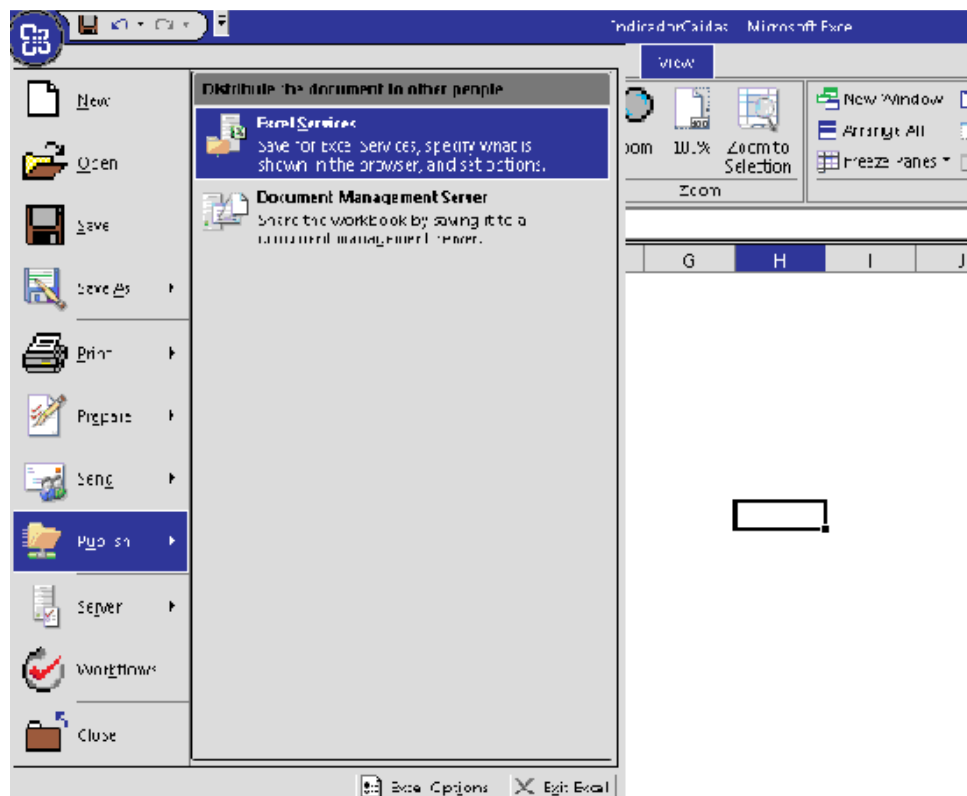 IndicadorCaidas Microsoft Excel
View
New
Open
Save
Save As
Print
Prepare
Send
Publish
Server
Workflows
Close
Distribute the document to other people
Excel Services
Save for Excel Services, specify what is
shown in the browser, and set options.
Document Management Server
Share the workbook by saving it to a
document management server.
Zoom to
Selection
Zoom
New Window
Arrange All
Freeze Panes
G H I J
Excel Options Exit Excel